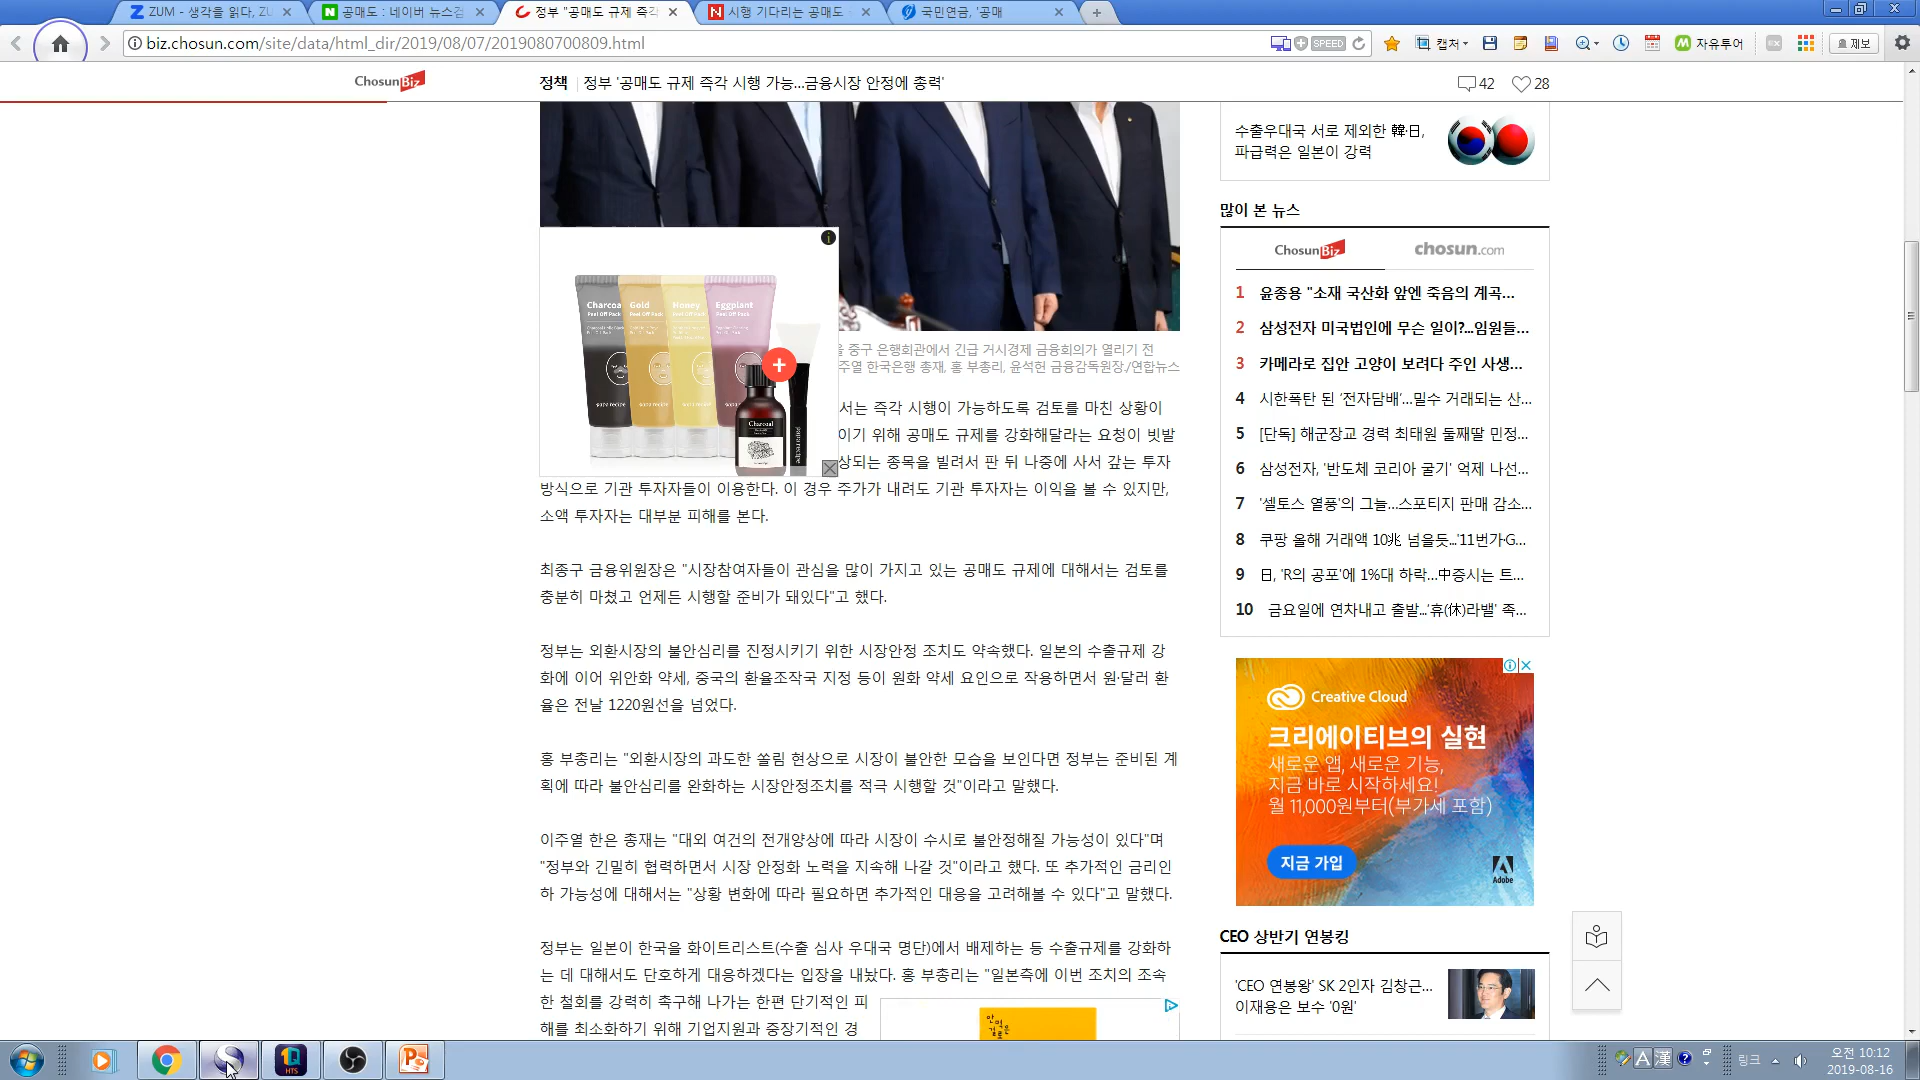 ZUM - 생각을 읽다, ZU
공매도 : 네이버 뉴스검
정부 "공매도 규제 즉각
시행 기다리는 공매도
국민연금, '공매
biz.chosun.com/site/data/html_dir/2019/08/07/2019080700809.html
SPEED
캡처
자유투어
제보
ChosunBiz
정책
정부 '공매도 규제 즉각 시행 가능...금융시장 안정에 총력'
42
28
Charcoa
Peel Off Pack
Gold
Peel Off Pack
Honey
Peel Off Pack
Eggplant
Peel Off Pack
Charcoal
중구 은행회관에서 긴급 거시경제 금융회의가 열리기 전
주열 한국은행 총재, 홍 부총리, 윤석헌 금융감독원장./연합뉴스
서는 즉각 시행이 가능하도록 검토를 마친 상황이
이기 위해 공매도 규제를 강화해달라는 요청이 빗발
상되는 종목을 빌려서 판 뒤 나중에 사서 갚는 투자
방식으로 기관 투자자들이 이용한다. 이 경우 주가가 내려도 기관 투자자는 이익을 볼 수 있지만,
소액 투자자는 대부분 피해를 본다.
최종구 금융위원장은 "시장참여자들이 관심을 많이 가지고 있는 공매도 규제에 대해서는 검토를
충분히 마쳤고 언제든 시행할 준비가 돼있다"고 했다.
정부는 외환시장의 불안심리를 진정시키기 위한 시장안정 조치도 약속했다. 일본의 수출규제 강
화에 이어 위안화 약세, 중국의 환율조작국 지정 등이 원화 약세 요인으로 작용하면서 원·달러 환
율은 전날 1220원선을 넘었다.
홍 부총리는 "외환시장의 과도한 쏠림 현상으로 시장이 불안한 모습을 보인다면 정부는 준비된 계
획에 따라 불안심리를 완화하는 시장안정조치를 적극 시행할 것"이라고 말했다.
이주열 한은 총재는 "대외 여건의 전개양상에 따라 시장이 수시로 불안정해질 가능성이 있다"며
"정부와 긴밀히 협력하면서 시장 안정화 노력을 지속해 나갈 것"이라고 했다. 또 추가적인 금리인
하 가능성에 대해서는 "상황 변화에 따라 필요하면 추가적인 대응을 고려해볼 수 있다"고 말했다.
정부는 일본이 한국을 화이트리스트(수출 심사 우대국 명단)에서 배제하는 등 수출규제를 강화하
는 데 대해서도 단호하게 대응하겠다는 입장을 내놨다. 홍 부총리는 "일본측에 이번 조치의 조속
한 철회를 강력히 촉구해 나가는 한편 단기적인 피
해를 최소화하기 위해 기업지원과 중장기적인 경
수출우대국 서로 제외한 韓·日,
파급력은 일본이 강력
많이 본 뉴스
ChosunBiz
chosun.com
1 윤종용 "소재 국산화 앞엔 죽음의 계곡...
2 삼성전자 미국법인에 무슨 일이?...임원들...
3 카메라로 집안 고양이 보려다 주인 사생...
4 시한폭탄 된 '전자담배'...밀수 거래되는 산...
5 [단독] 해군장교 경력 최태원 둘째딸 민정...
6 삼성전자, '반도체 코리아 굴기' 억제 나선...
7 '셀토스 열풍'의 그늘...스포티지 판매 감소...
8 쿠팡 올해 거래액 10兆 넘을듯...'11번가·G...
9 日, 'R의 공포'에 1%대 하락...中증시는 트...
10 금요일에 연차내고 출발...'휴(休)라밸' 족...
Creative Cloud
크리에이티브의 실현
새로운 앱, 새로운 기능,
지금 바로 시작하세요!
월 11,000원부터(부가세 포함)
지금 가입
Adobe
CEO 상반기 연봉킹
'CEO 연봉왕' SK 2인자 김창근...
이재용은 보수 '0원'
1Q
HTS
A 漢
링크
오전 10:12
2019-08-16